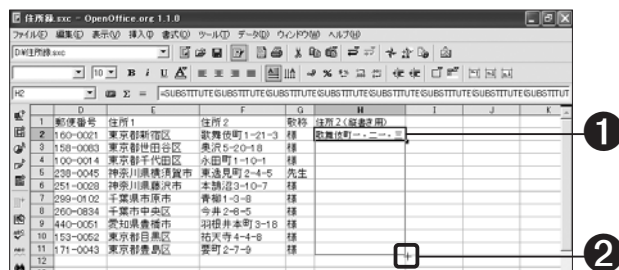 住所録.sxc - OpenOffice.org 1.1.0
ファイル(F) 編集(E) 表示(V) 挿入(I) 書式(O) ツール(T) データ(D) ウィンドウ(W) ヘルプ(H)
D:¥住所録.sxc
10 B i U A
H2 Σ = =SUBSTITUTE(SUBSTITUTE(SUBSTITUTE(SUBSTITUTE(SUBSTITUTE(SUBSTITUT
D E F G H I J K
1 郵便番号 住所1 住所2 敬称 住所2(縦書き用)
2 160-0021 東京都新宿区 歌舞伎町1-21-3 様 歌舞伎町一-二一-三
3 158-0083 東京都世田谷区 奥沢5-20-18 様
4 100-0014 東京都千代田区 永田町1-10-1 様
5 238-0045 神奈川県横須賀市 東逸見町2-4-5 先生
6 251-0028 神奈川県藤沢市 本鵠沼3-10-7 様
7 299-0102 千葉県市原市 青柳1-3-8 様
8 260-0834 千葉市中央区 今井2-6-5 様
9 440-0051 愛知県豊橋市 羽根井本町3-18 様
10 153-0052 東京都目黒区 祐天寺4-4-8 様
11 171-0043 東京都豊島区 要町2-7-9 様
12
1
2